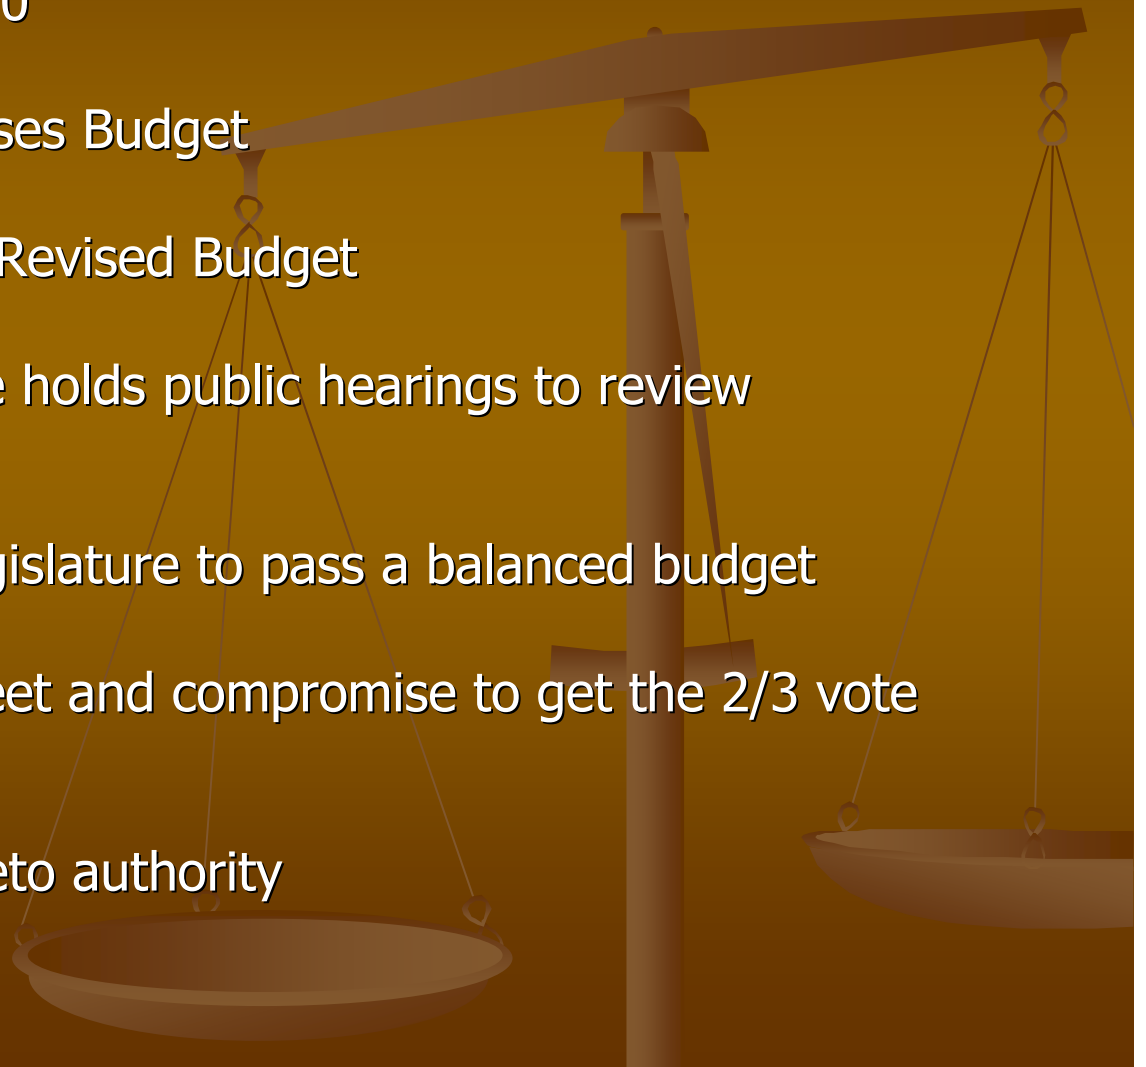 0
ses Budget
Revised Budget
e holds public hearings to review
gislature to pass a balanced budget
eet and compromise to get the 2/3 vote
eto authority